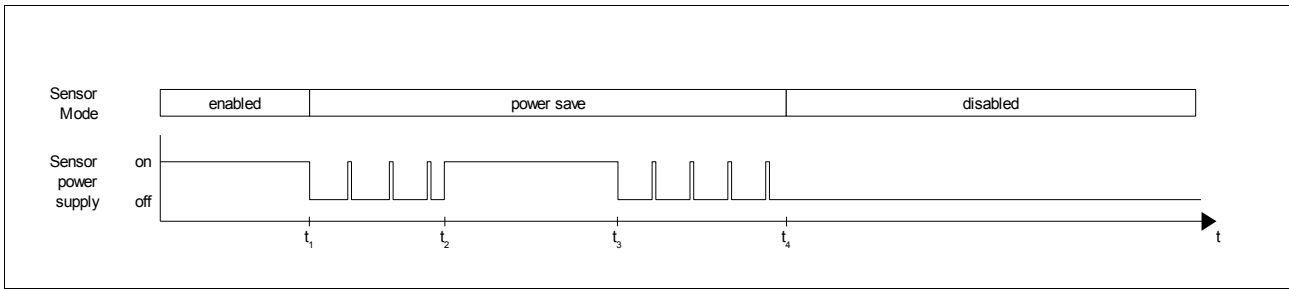 Sensor
Mode
enabled
power save
disabled
Sensor
power
supply
on
off
t1
t2
t3
t4
t